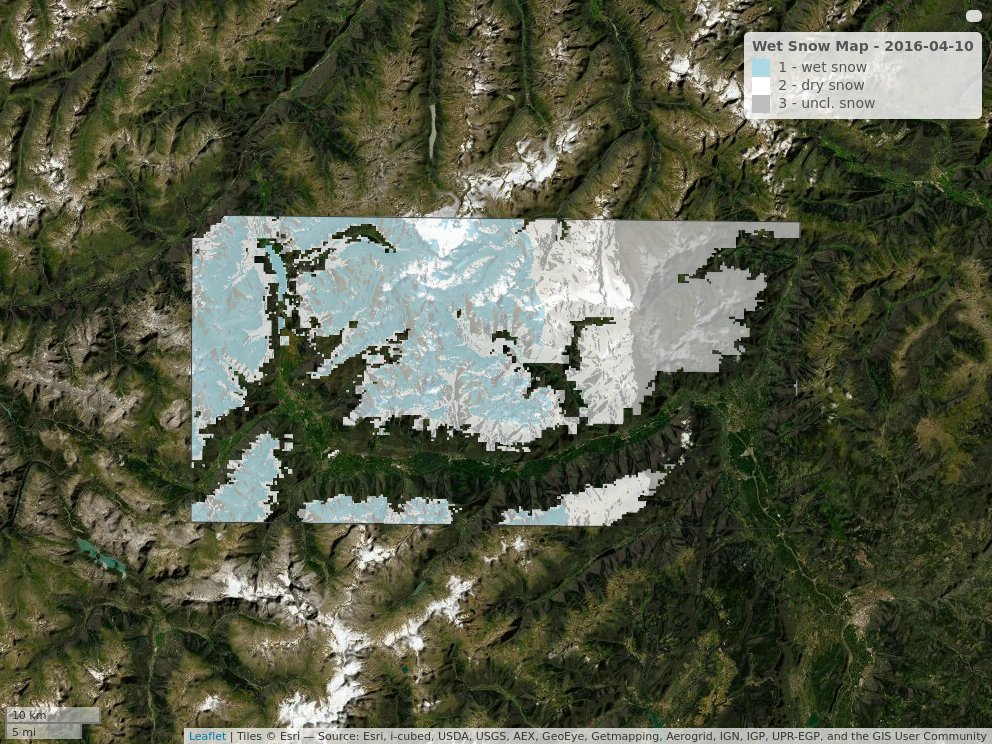 Wet Snow Map - 2016-04-10
1 - wet snow
2 - dry snow
3 - uncl. snow
10 km
5 mi
Leaflet | Tiles © Esri — Source: Esri, i-cubed, USDA, USGS, AEX, GeoEye, Getmapping, Aerogrid, IGN, IGP, UPR-EGP, and the GIS User Community